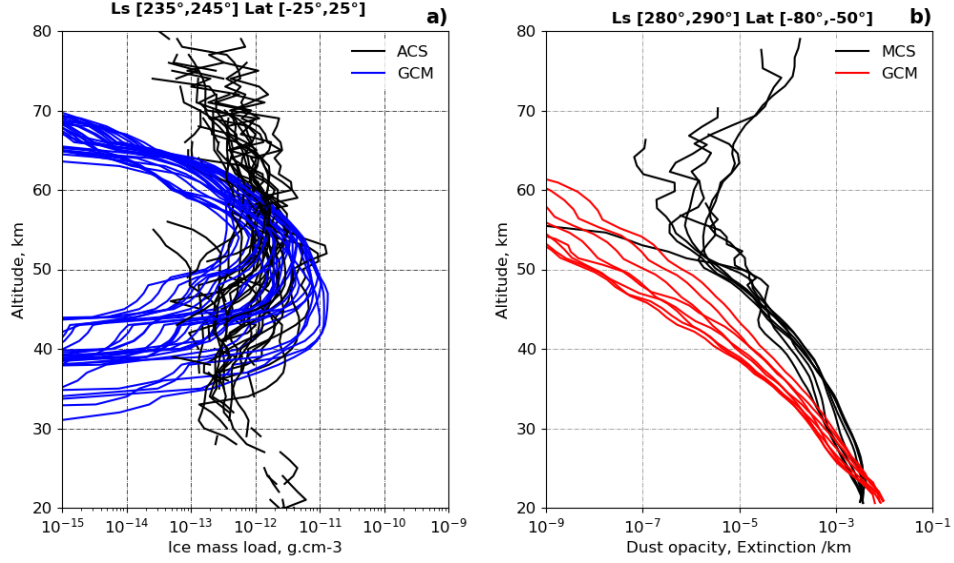 Ls [235°,245°] Lat [-25°,25°]
a)
ACS
GCM
80
70
60
50
40
30
20
Altitude, km
10⁻¹⁵
10⁻¹⁴
10⁻¹³
10⁻¹²
10⁻¹¹
10⁻¹⁰
10⁻⁹
Ice mass load, g.cm-3
Ls [280°,290°] Lat [-80°,-50°]
b)
MCS
GCM
80
70
60
50
40
30
20
Altitude, km
10⁻⁹
10⁻⁷
10⁻⁵
10⁻³
10⁻¹
Dust opacity, Extinction /km